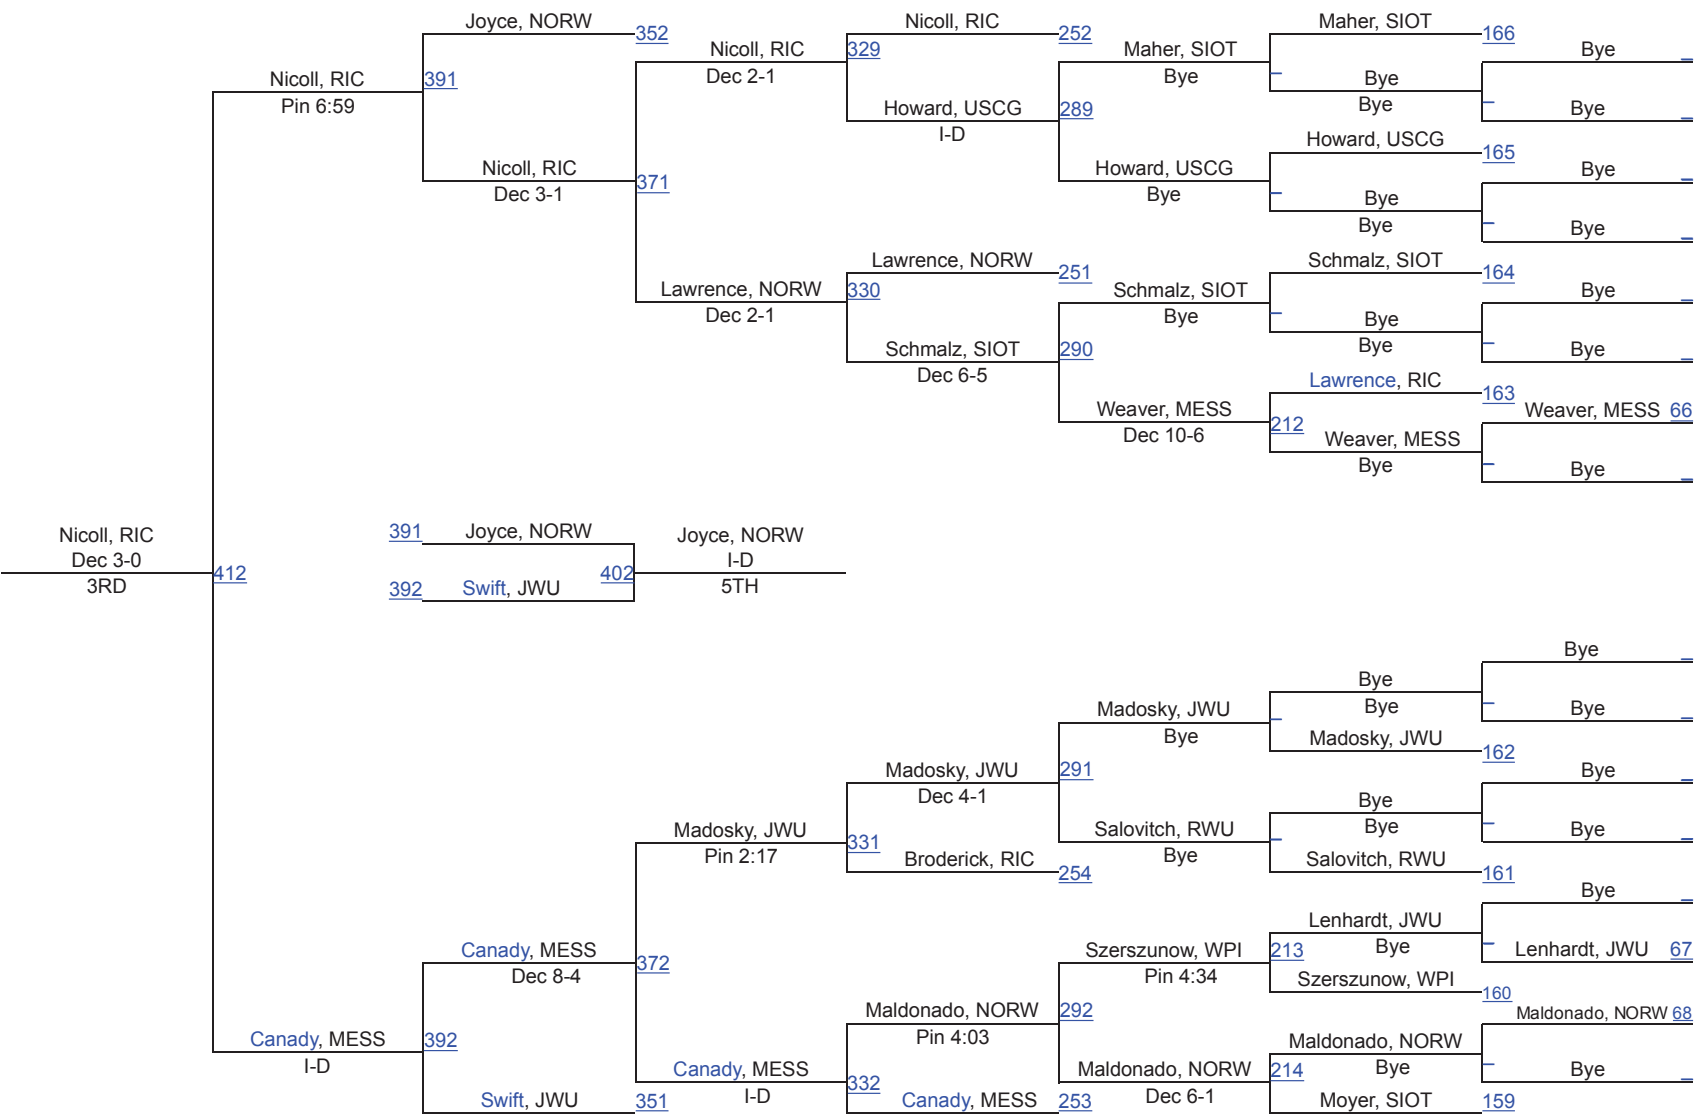 Joyce, NORW
352
Nicoll, RIC
Pin 6:59
391
Nicoll, RIC
Dec 3-1
Nicoll, RIC
Dec 2-1
371
Lawrence, NORW
Dec 2-1
Nicoll, RIC
252
329
Howard, USCG
I-D
Lawrence, NORW
251
330
Schmalz, SIOT
Dec 6-5
Maher, SIOT
Bye
289
Howard, USCG
Bye
Schmalz, SIOT
Bye
290
Weaver, MESS
Dec 10-6
Maher, SIOT
166
Bye
Bye
Howard, USCG
165
Bye
Bye
Schmalz, SIOT
164
Bye
Bye
Lawrence, RIC
163
212
Weaver, MESS
Bye
Bye
Bye
Bye
Bye
Bye
Bye
Weaver, MESS 66
Bye
Nicoll, RIC
Dec 3-0
3RD
412
391
Joyce, NORW
392
Swift, JWU
402
Joyce, NORW
I-D
5TH
Canady, MESS
I-D
392
Canady, MESS
Dec 8-4
Swift, JWU
351
Madosky, JWU
Pin 2:17
372
Canady, MESS
I-D
Madosky, JWU
Dec 4-1
331
Broderick, RIC
254
Maldonado, NORW
Pin 4:03
332
Canady, MESS
253
Madosky, JWU
Bye
291
Salovitch, RWU
Bye
Szerszunow, WPI
Pin 4:34
292
Maldonado, NORW
Dec 6-1
Bye
Bye
Madosky, JWU
162
Bye
Bye
Salovitch, RWU
161
Lenhardt, JWU
Bye
213
Szerszunow, WPI
160
Maldonado, NORW
Bye
214
Moyer, SIOT
159
Bye
Bye
Bye
Bye
Bye
Lenhardt, JWU 67
Maldonado, NORW 68
Bye